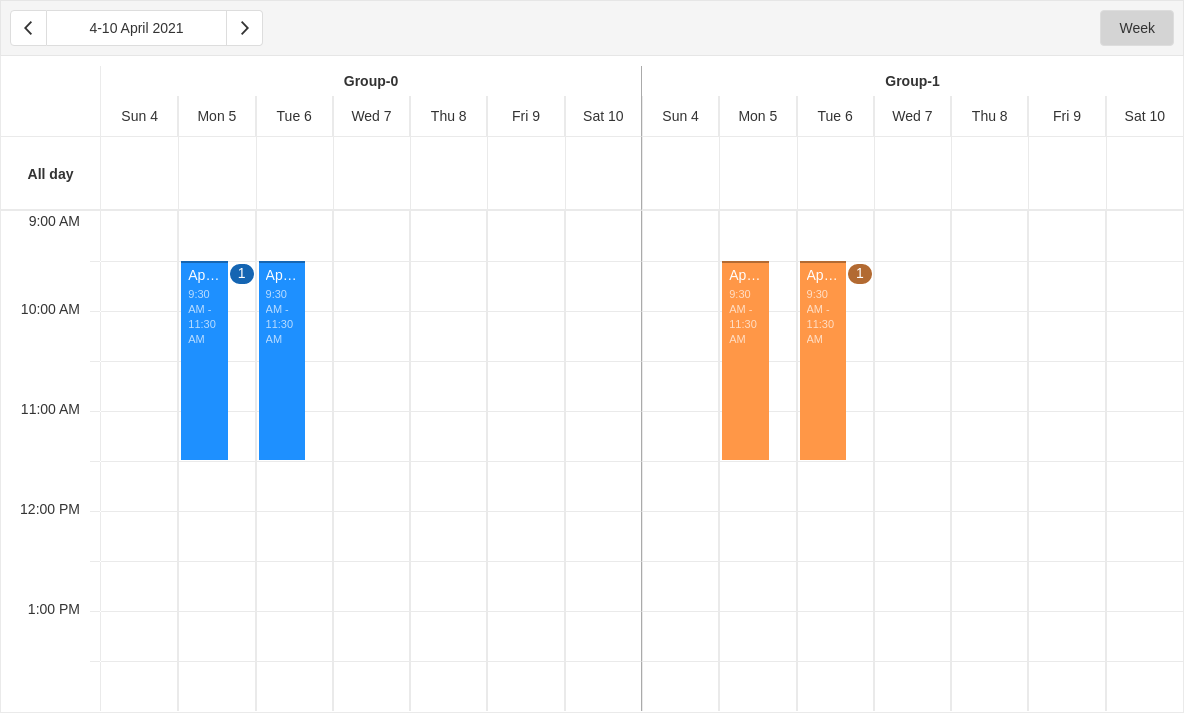 4-10 April 2021
Week
Group-0
Group-1
Sun 4
Mon 5
Tue 6
Wed 7
Thu 8
Fri 9
Sat 10
Sun 4
Mon 5
Tue 6
Wed 7
Thu 8
Fri 9
Sat 10
All day
9:00 AM
10:00 AM
11:00 AM
12:00 PM
1:00 PM
Ap…
9:30
AM -
11:30
AM
1
Ap…
9:30
AM -
11:30
AM
Ap…
9:30
AM -
11:30
AM
Ap…
9:30
AM -
11:30
AM
1